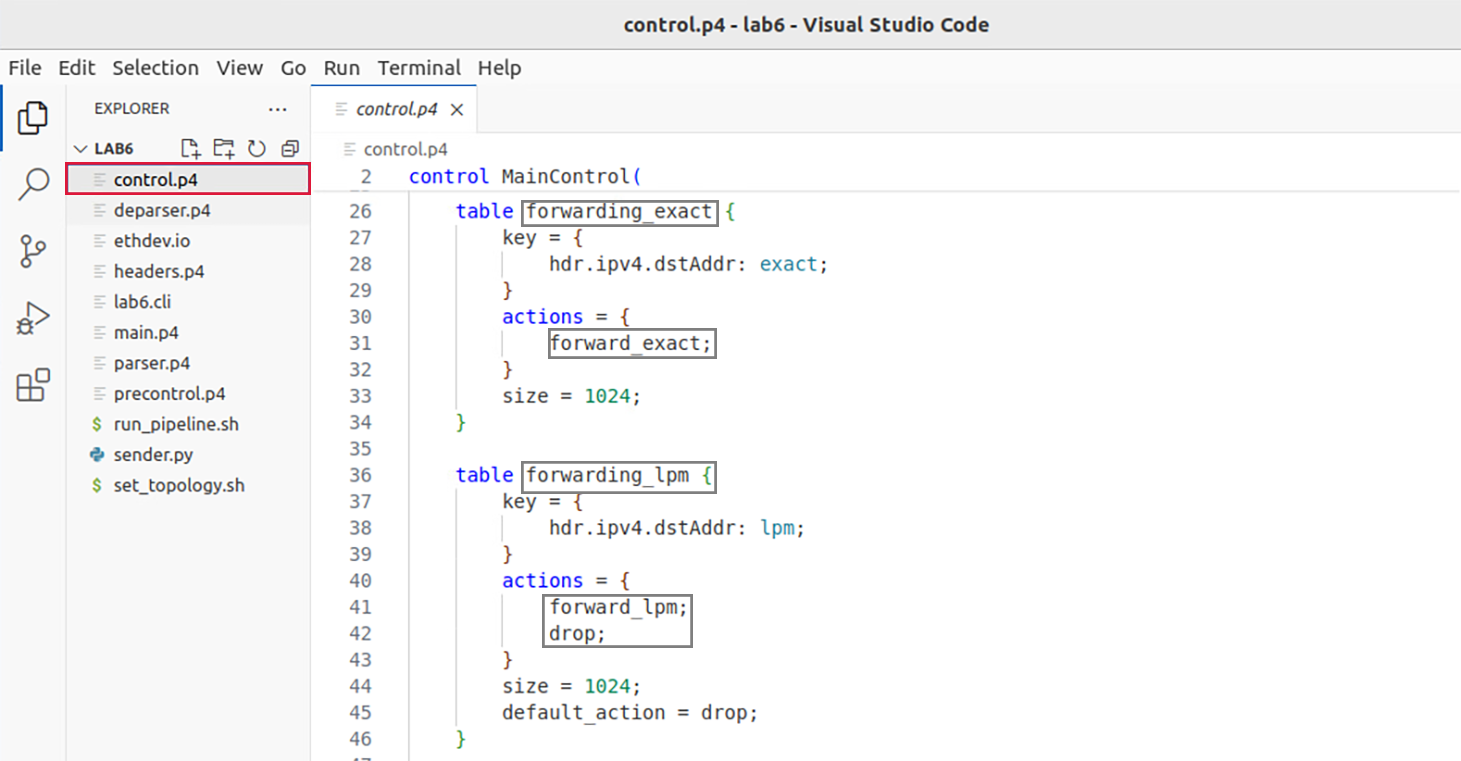 control.p4 - lab6 - Visual Studio Code
File Edit Selection View Go Run Terminal Help
EXPLORER ...
LAB6
control.p4
deparser.p4
ethdev.io
headers.p4
lab6.cli
main.p4
parser.p4
precontrol.p4
$ run_pipeline.sh
sender.py
$ set_topology.sh
control.p4
control.p4
2 control MainControl(
26 table forwarding_exact {
27 key = {
28 hdr.ipv4.dstAddr: exact;
29 }
30 actions = {
31 forward_exact;
32 }
33 size = 1024;
34 }
35
36 table forwarding_lpm {
37 key = {
38 hdr.ipv4.dstAddr: lpm;
39 }
40 actions = {
41 forward_lpm;
42 drop;
43 }
44 size = 1024;
45 default_action = drop;
46 }